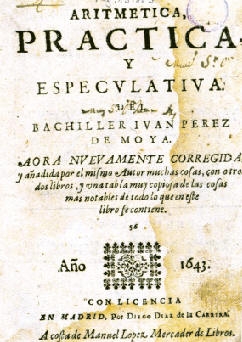 ARITMETICA,
PRACTICA,
Y
ESPECVLATIVA:
DEL
BACHILLER IVAN PEREZ
DE MOYA.
AORA NVEVAMENTE CORREGIDA
y añadida por el mismo Autor muchas cosas, con otros
dos libros, y vna tabla muy copiosa de las cosas
mas notables de todo lo que en este
libro se contiene.
Año 1643.
CON LICENCIA
EN MADRID, Por DIEGO DIAZ DE LA CARRERA.
A costa de Manuel Lopez, Mercader de Libros.